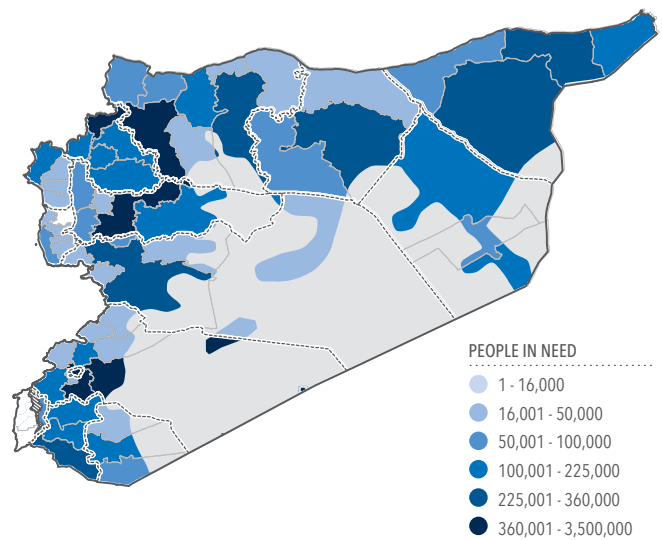 PEOPLE IN NEED
1 - 16,000
16,001 - 50,000
50,001 - 100,000
100,001 - 225,000
225,001 - 360,000
360,001 - 3,500,000